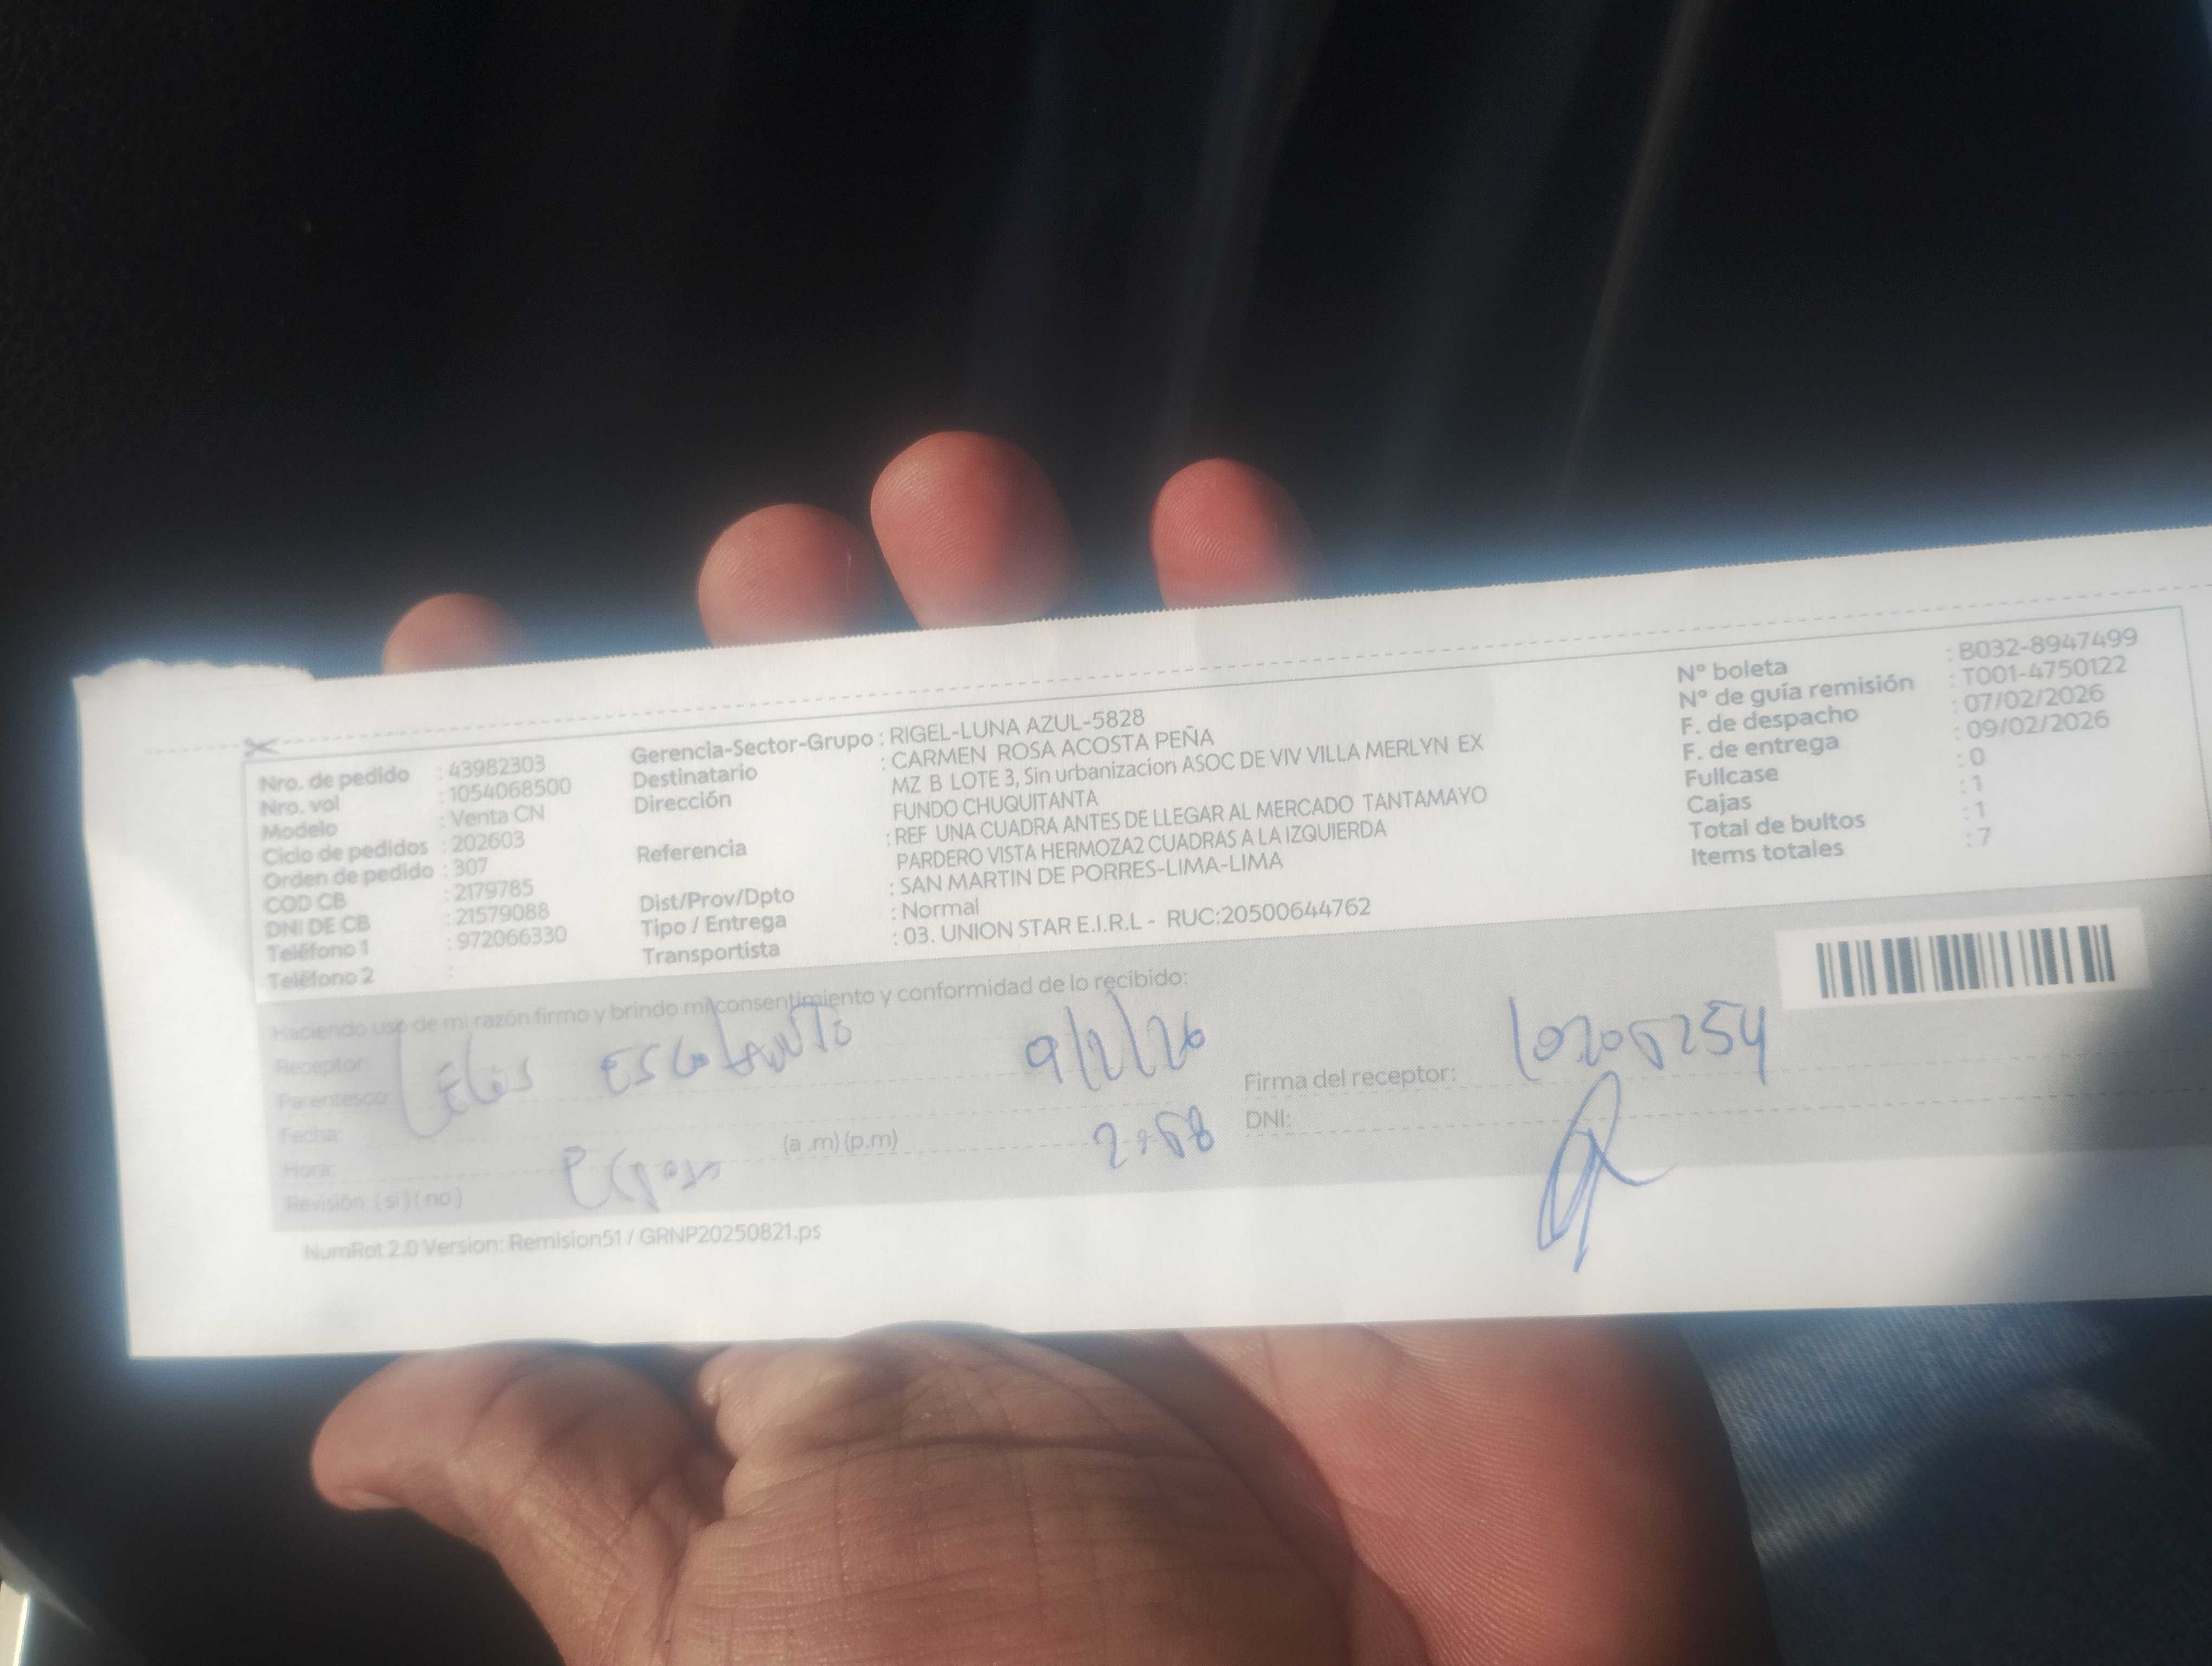 Nro. de pedido : 43982303
Nro. vol : 1054068500
Modelo : Venta CN
Ciclo de pedidos : 202603
Orden de pedido : 307
COD CB : 2179785
DNI DE CB : 21579088
Teléfono 1 : 972066330
Teléfono 2 :
Gerencia-Sector-Grupo : RIGEL-LUNA AZUL-5828
Destinatario : CARMEN ROSA ACOSTA PEÑA
Dirección MZ B LOTE 3, Sin urbanizacion ASOC DE VIV VILLA MERLYN EX
FUNDO CHUQUITANTA
Referencia : REF UNA CUADRA ANTES DE LLEGAR AL MERCADO TANTAMAYO
PARDERO VISTA HERMOZA2 CUADRAS A LA IZQUIERDA
Dist/Prov/Dpto : SAN MARTIN DE PORRES-LIMA-LIMA
Tipo / Entrega : Normal
Transportista : 03. UNION STAR E.I.R.L - RUC:20500644762
N° boleta : B032-8947499
N° de guía remisión : T001-4750122
F. de despacho : 07/02/2026
F. de entrega : 09/02/2026
Fullcase : 0
Cajas : 1
Total de bultos : 1
Items totales : 7
Haciendo uso de mi razón firmo y brindo mi consentimiento y conformidad de lo recibido:
Receptor:
Parentesco:
Fecha: 9/2/26
Hora: (a .m) (p.m) 2:58
Revisión: ( si ) ( no )
Firma del receptor:
DNI:
NumRot 2.0 Version: Remision51 / GRNP20250821.ps